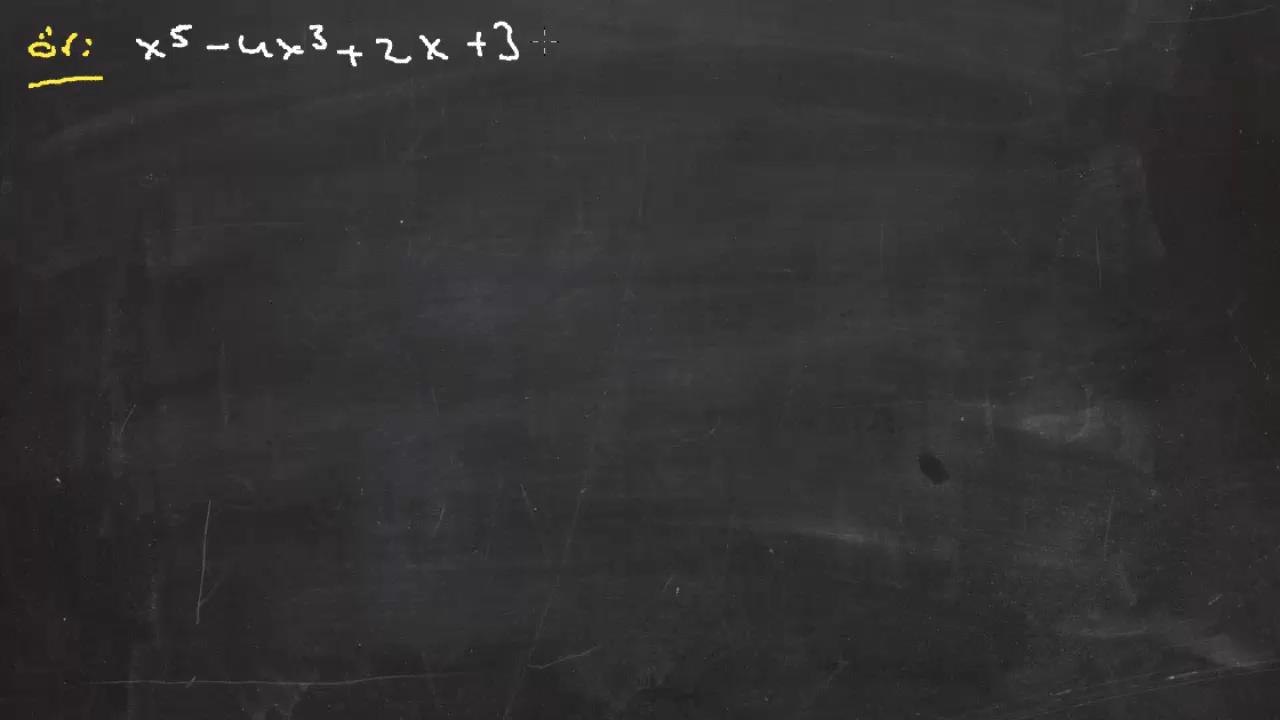 ör: x⁵ - 4x³ + 2x + 3